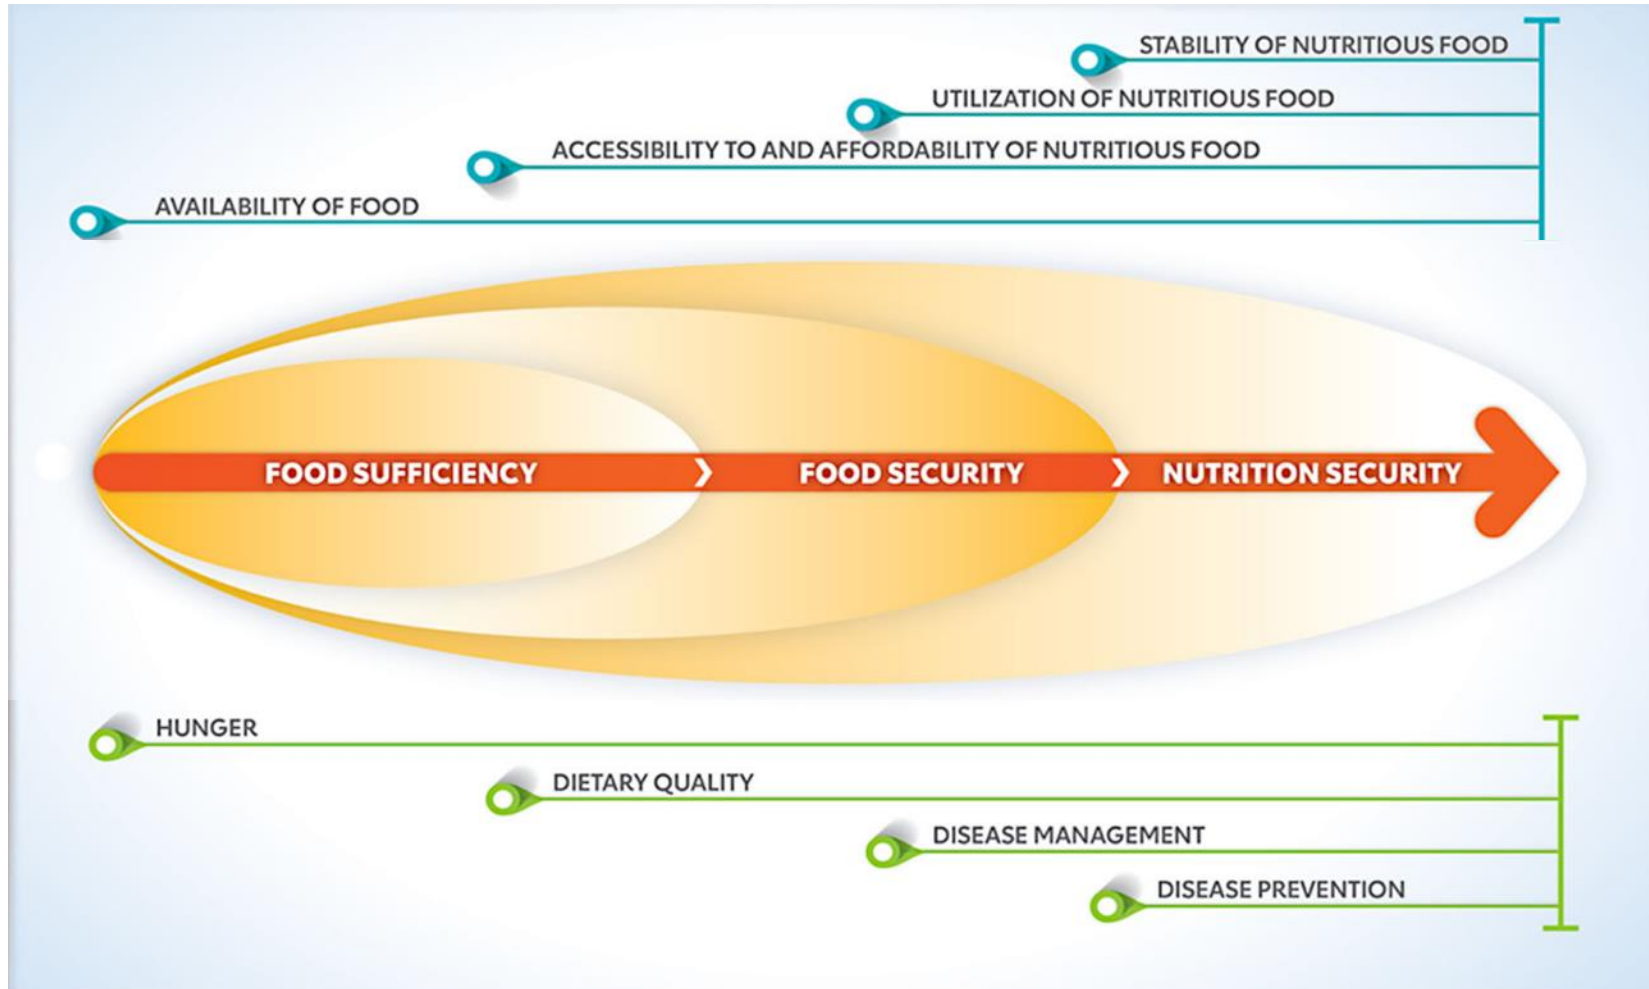 STABILITY OF NUTRITIOUS FOOD
UTILIZATION OF NUTRITIOUS FOOD
ACCESSIBILITY TO AND AFFORDABILITY OF NUTRITIOUS FOOD
AVAILABILITY OF FOOD
FOOD SUFFICIENCY
FOOD SECURITY
NUTRITION SECURITY
HUNGER
DIETARY QUALITY
DISEASE MANAGEMENT
DISEASE PREVENTION